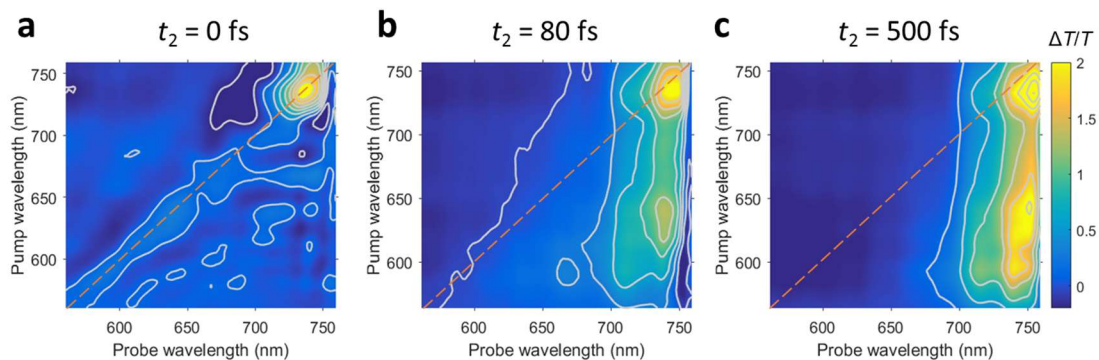 a t₂ = 0 fs b t₂ = 80 fs c t₂ = 500 fs ΔT/T
750 750 750 2
700 700 700 1.5
650 650 650 1
600 600 600 0.5
0
Pump wavelength (nm) Pump wavelength (nm) Pump wavelength (nm)
600 650 700 750 600 650 700 750 600 650 700 750
Probe wavelength (nm) Probe wavelength (nm) Probe wavelength (nm)